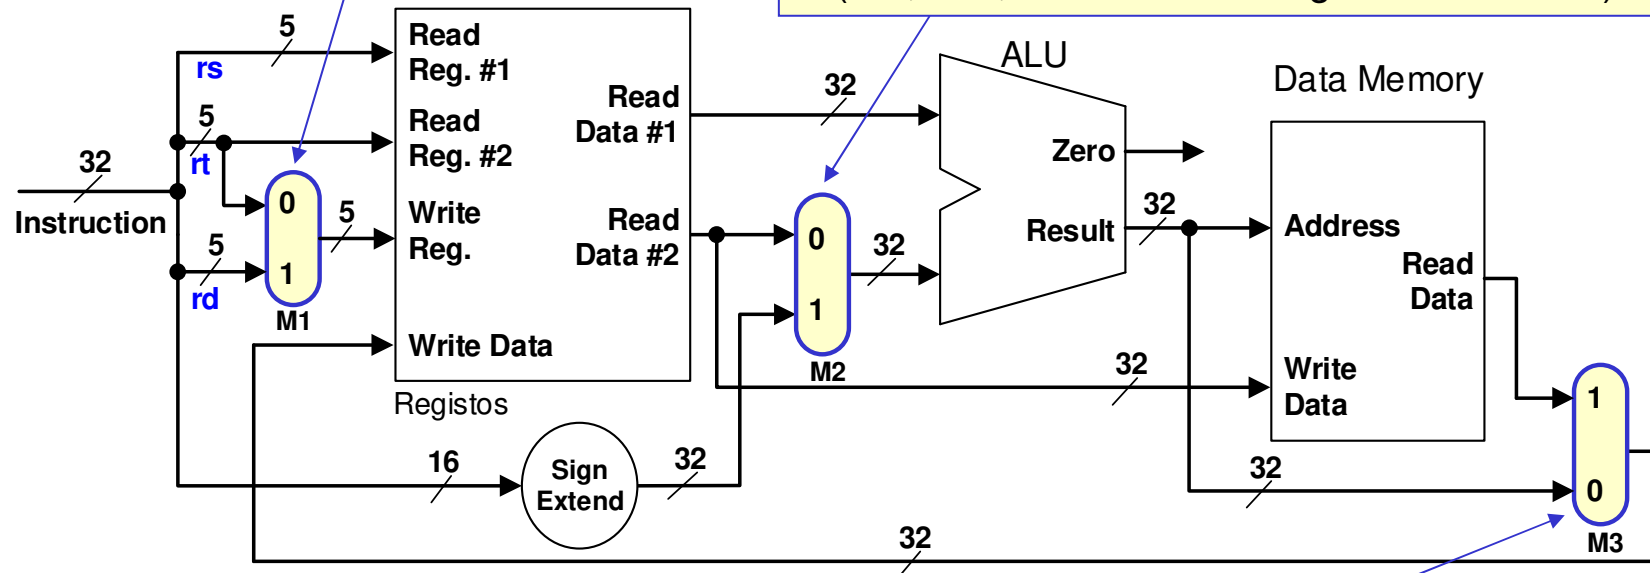 5
rs
5
rt
32
Instruction
5
rd
0
1
M1
5
Read
Reg. #1
Read
Reg. #2
Write
Reg.
Write Data
Read
Data #1
Read
Data #2
Registos
16
Sign
Extend
32
32
0
1
M2
32
ALU
Zero
Result
32
32
Data Memory
Address
Read
Data
Write
Data
32
1
0
M3
32